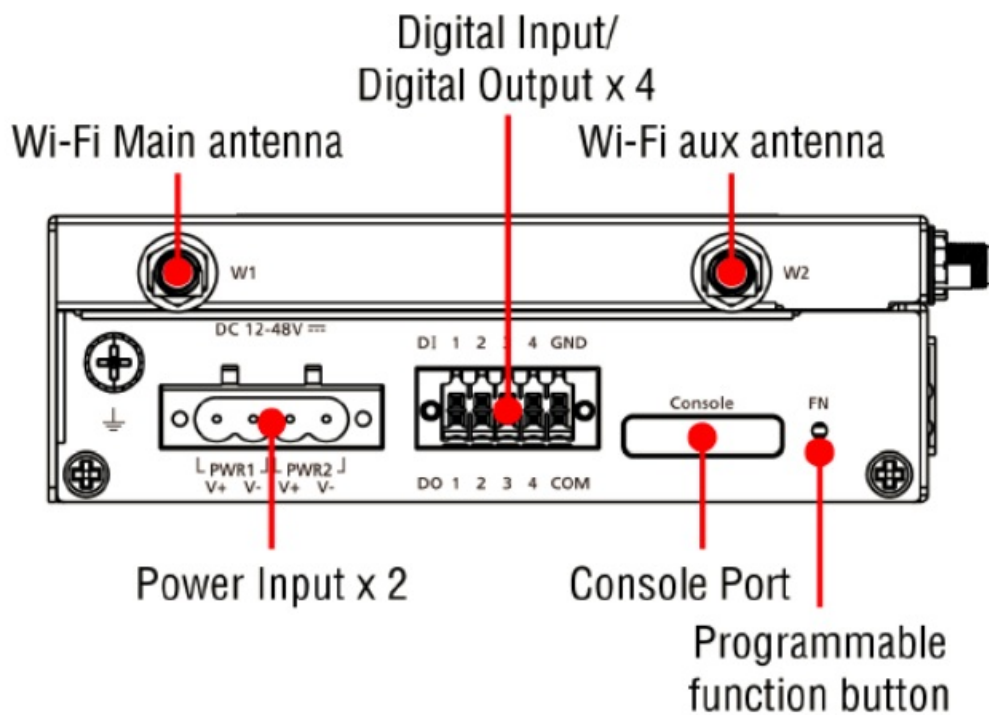 Digital Input/
Digital Output x 4
Wi-Fi Main antenna
Wi-Fi aux antenna
W1
W2
DC 12-48V
DI 1 2 3 4 GND
Console
FN
PWR1 PWR2
V+ V- V+ V-
DO 1 2 3 4 COM
Power Input x 2
Console Port
Programmable
function button